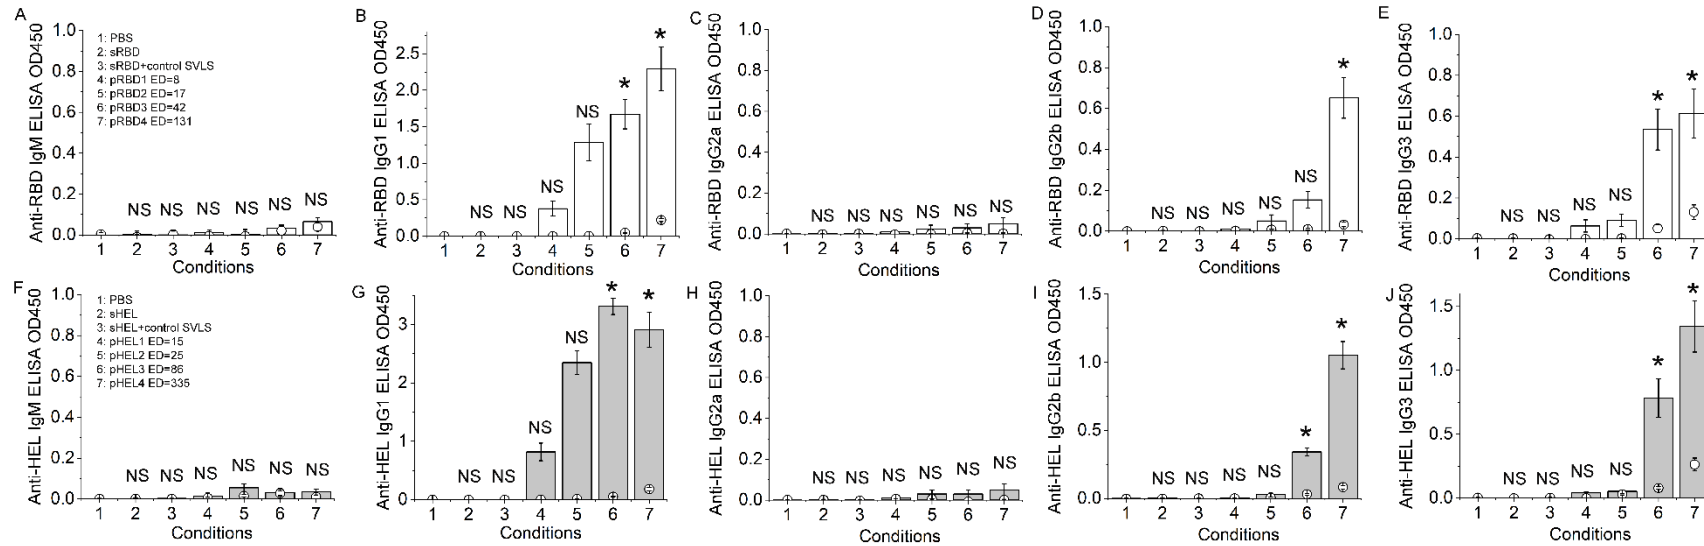 A
Anti-RBD IgM ELISA OD450
1.0
0.8
0.6
0.4
0.2
0.0
1: PBS
2: sRBD
3: sRBD+control SVLS
4: pRBD1 ED=8
5: pRBD2 ED=17
6: pRBD3 ED=42
7: pRBD4 ED=131
NS NS NS NS NS NS
1 2 3 4 5 6 7
Conditions
B
Anti-RBD IgG1 ELISA OD450
2.5
2.0
1.5
1.0
0.5
0.0
NS NS NS NS * *
1 2 3 4 5 6 7
Conditions
C
Anti-RBD IgG2a ELISA OD450
1.0
0.8
0.6
0.4
0.2
0.0
NS NS NS NS NS NS
1 2 3 4 5 6 7
Conditions
D
Anti-RBD IgG2b ELISA OD450
1.0
0.8
0.6
0.4
0.2
0.0
NS NS NS NS NS *
1 2 3 4 5 6 7
Conditions
E
Anti-RBD IgG3 ELISA OD450
1.0
0.8
0.6
0.4
0.2
0.0
NS NS NS NS * *
1 2 3 4 5 6 7
Conditions
F
Anti-HEL IgM ELISA OD450
1.0
0.8
0.6
0.4
0.2
0.0
1: PBS
2: sHEL
3: sHEL+control SVLS
4: pHEL1 ED=15
5: pHEL2 ED=25
6: pHEL3 ED=86
7: pHEL4 ED=335
NS NS NS NS NS NS
1 2 3 4 5 6 7
Conditions
G
Anti-HEL IgG1 ELISA OD450
3
2
1
0
NS NS NS NS * *
1 2 3 4 5 6 7
Conditions
H
Anti-HEL IgG2a ELISA OD450
1.0
0.8
0.6
0.4
0.2
0.0
NS NS NS NS NS NS
1 2 3 4 5 6 7
Conditions
I
Anti-HEL IgG2b ELISA OD450
1.5
1.0
0.5
0.0
NS NS NS NS * *
1 2 3 4 5 6 7
Conditions
J
Anti-HEL IgG3 ELISA OD450
1.5
1.0
0.5
0.0
NS NS NS NS * *
1 2 3 4 5 6 7
Conditions